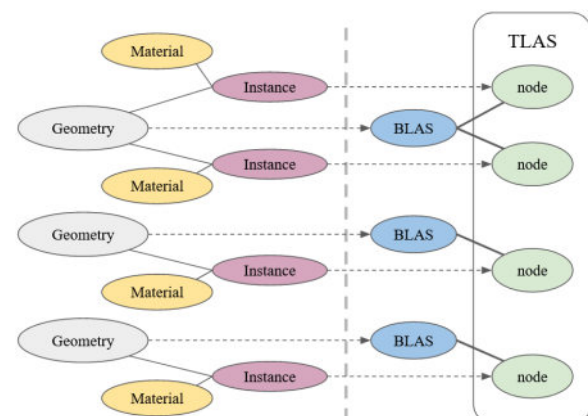 TLAS
Material
Instance
node
Geometry
BLAS
Instance
node
Material
Geometry
BLAS
Instance
node
Material
Geometry
BLAS
Instance
node
Material